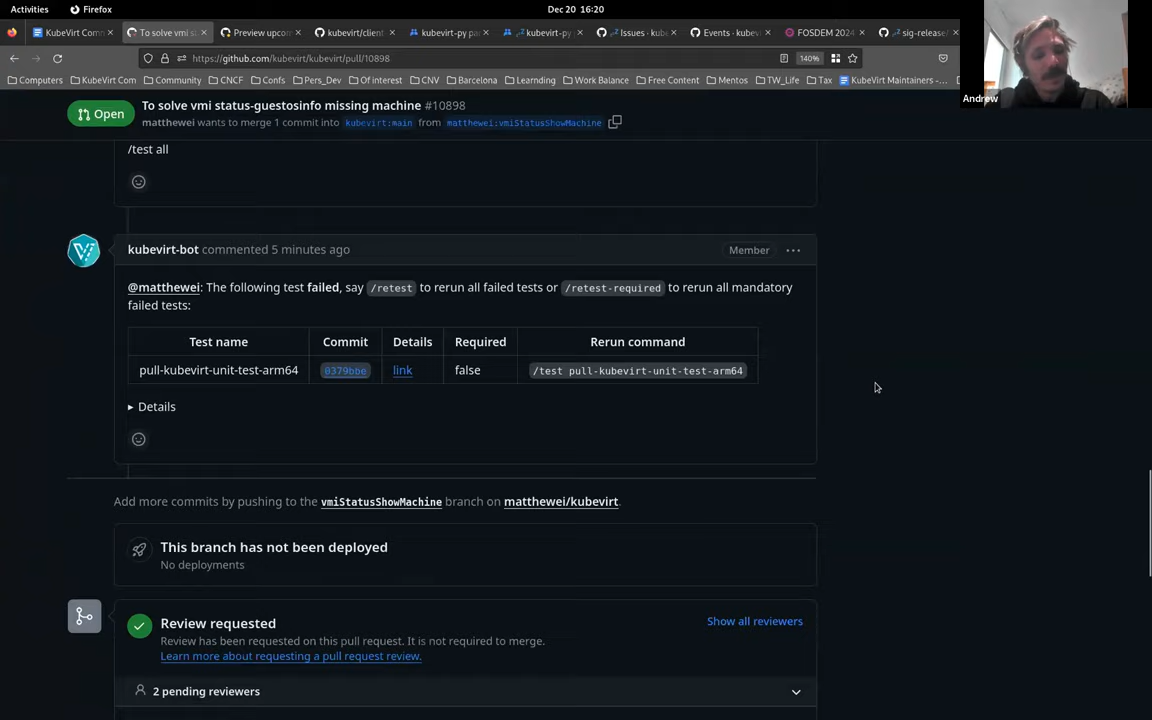 Activities
Firefox
Dec 20 16:20
KubeVirt Com
To solve vmi s
Preview upcom
kubevirt/client
kubevirt-py pa
kubevirt-py
Issues · kube
Events · kubev
FOSDEM 2024
sig-release/
https://github.com/kubevirt/kubevirt/pull/10898
140%
Computers
KubeVirt Com
Community
CNCF
Confs
Pers_Dev
Of interest
CNV
Barcelona
Learnding
Work Balance
Free Content
Mentos
TW_Life
Tax
KubeVirt Maintainers -...
Andrew
Open
To solve vmi status-guestosinfo missing machine #10898
matthewei wants to merge 1 commit into kubevirt:main from matthewei:vmiStatusShowMachine
/test all
kubevirt-bot commented 5 minutes ago
Member
@matthewei: The following test failed, say /retest to rerun all failed tests or /retest-required to rerun all mandatory
failed tests:
Test name Commit Details Required Rerun command
pull-kubevirt-unit-test-arm64 0379bbe link false /test pull-kubevirt-unit-test-arm64
Details
Add more commits by pushing to the vmiStatusShowMachine branch on matthewei/kubevirt.
This branch has not been deployed
No deployments
Review requested
Show all reviewers
Review has been requested on this pull request. It is not required to merge.
Learn more about requesting a pull request review.
2 pending reviewers